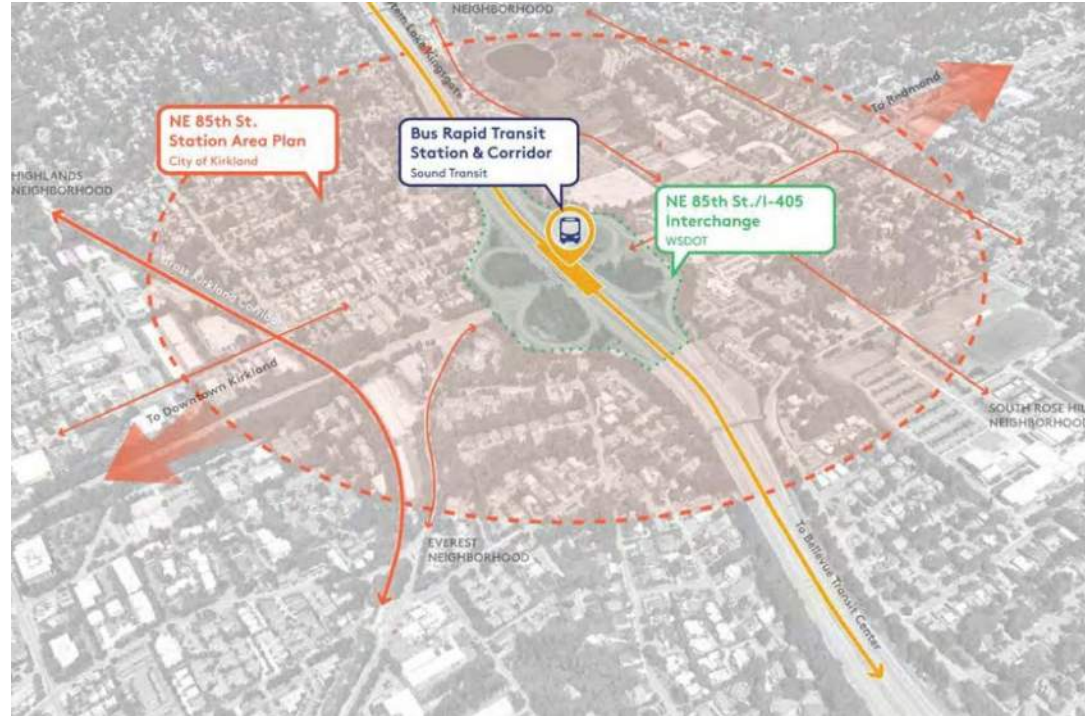 NEIGHBORHOOD
To Redmond
NE 85th St.
Station Area Plan
City of Kirkland
Bus Rapid Transit
Station & Corridor
Sound Transit
HIGHLANDS
NEIGHBORHOOD
NE 85th St./I-405
Interchange
WSDOT
Cross Kirkland Corridor
To Downtown Kirkland
SOUTH ROSE HILL
NEIGHBORHOOD
EVEREST
NEIGHBORHOOD
To Bellevue Transit Center